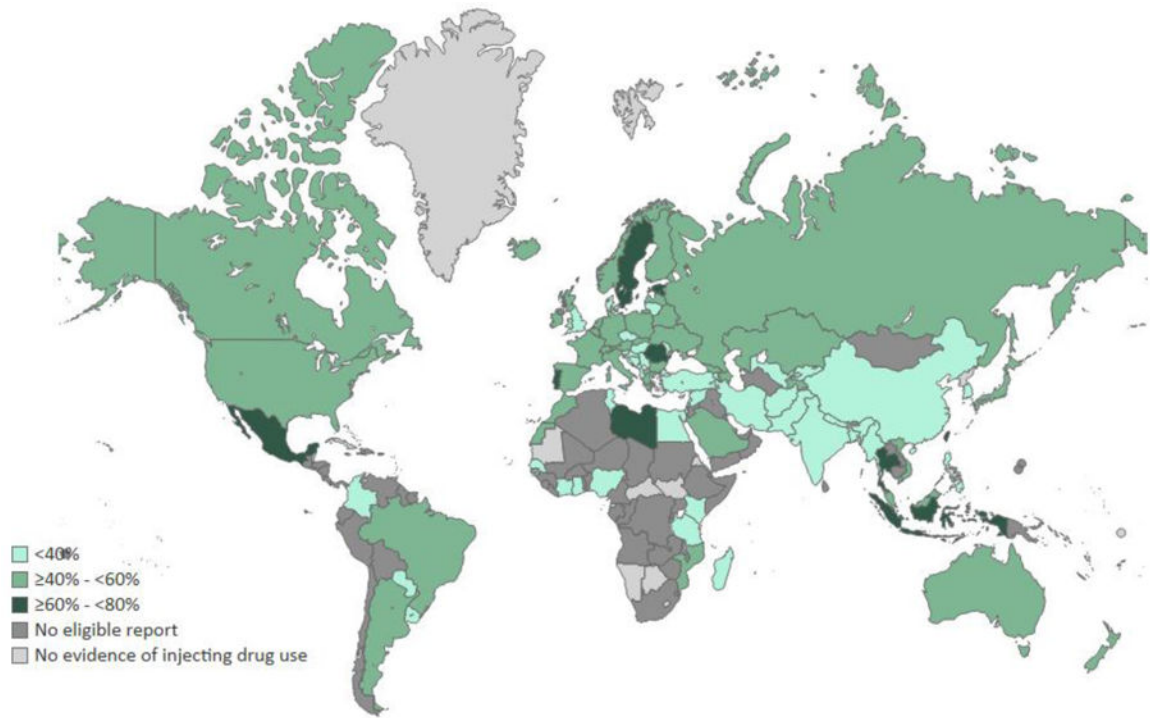 <40%
≥40% - <60%
≥60% - <80%
No eligible report
No evidence of injecting drug use